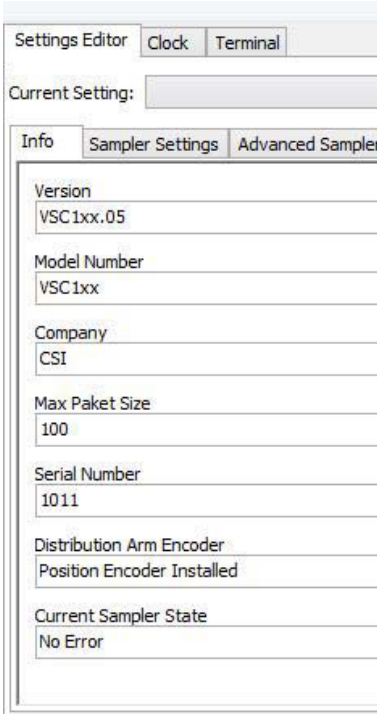 Settings Editor Clock Terminal
Current Setting:
Info Sampler Settings Advanced Sampler
Version
VSC1xx.05
Model Number
VSC1xx
Company
CSI
Max Paket Size
100
Serial Number
1011
Distribution Arm Encoder
Position Encoder Installed
Current Sampler State
No Error